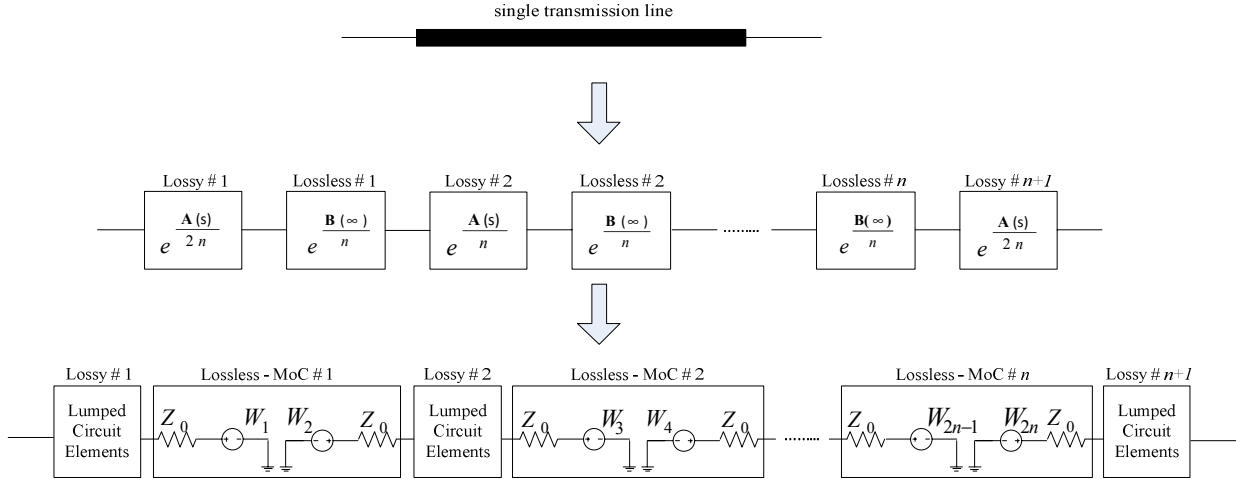 single transmission line
Lossy # 1 Lossless # 1 Lossy # 2 Lossless # 2 Lossless # n Lossy # n+1
e^(A(s)/2n) e^(B(∞)/n) e^(A(s)/n) e^(B(∞)/n) ......... e^(B(∞)/n) e^(A(s)/2n)
Lossy # 1 Lossless - MoC # 1 Lossy # 2 Lossless - MoC # 2 Lossless - MoC # n Lossy # n+1
Lumped Circuit Elements Z₀ W₁ W₂ Z₀ Lumped Circuit Elements Z₀ W₃ W₄ Z₀ ......... Z₀ W₂ₙ₋₁ W₂ₙ Z₀ Lumped Circuit Elements